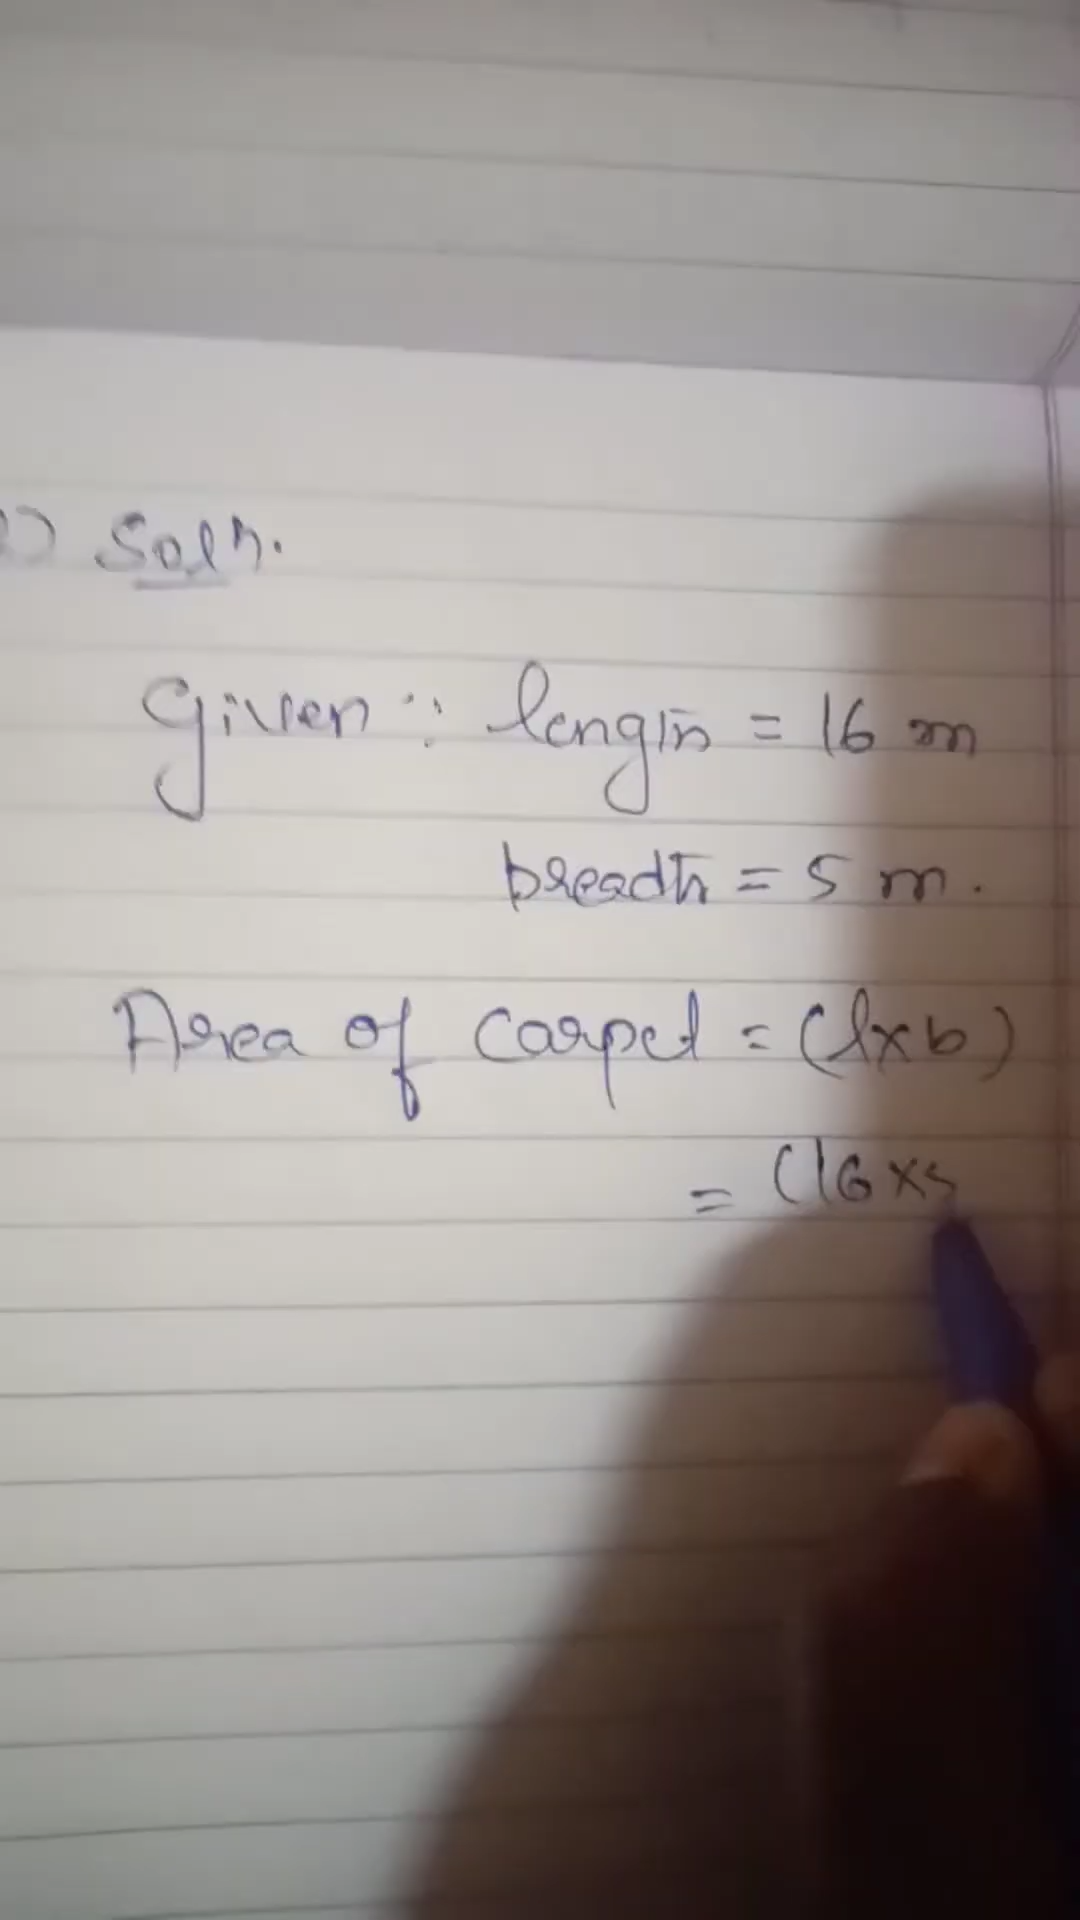 Soln.
Given: length = 16 m
breadth = 5 m.
Area of carpet = (l×b)
= (16×5